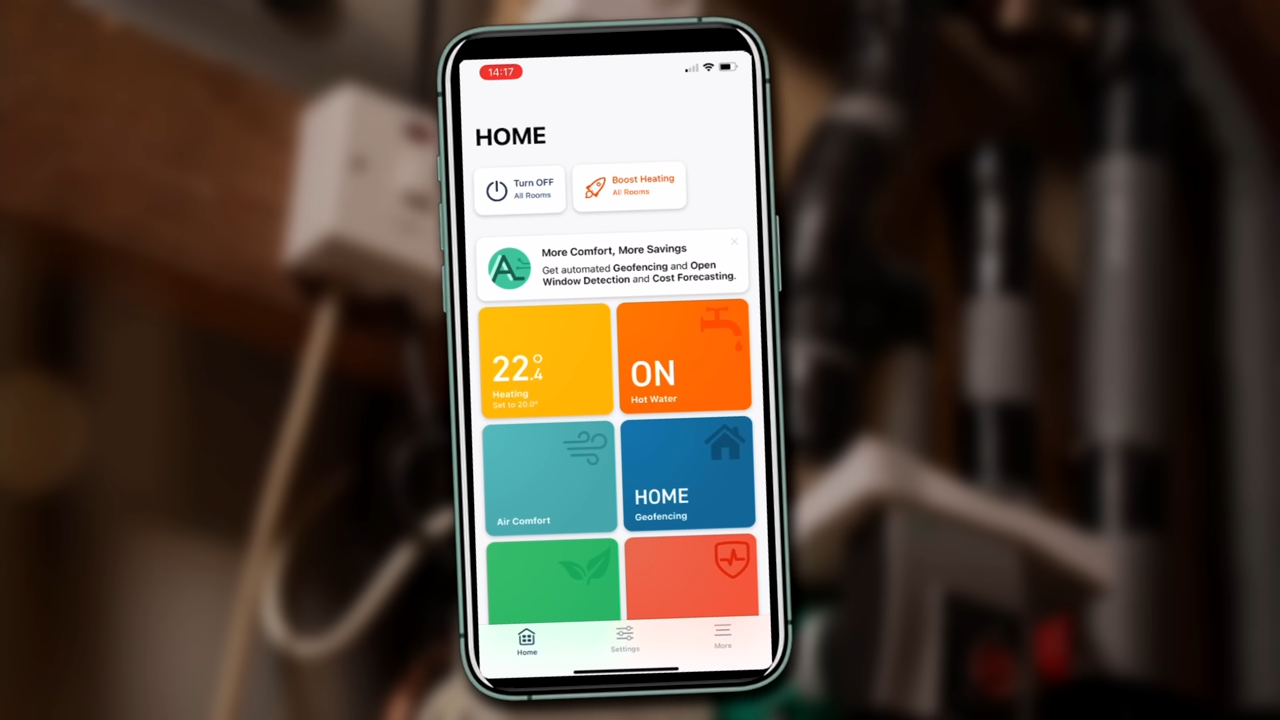 14:17
HOME
Turn OFF
All Rooms
Boost Heating
All Rooms
More Comfort, More Savings
Get automated Geofencing and Open
Window Detection and Cost Forecasting.
22.4°
Heating
Set to 20.0°
ON
Hot Water
Air Comfort
HOME
Geofencing
Home
Settings
More